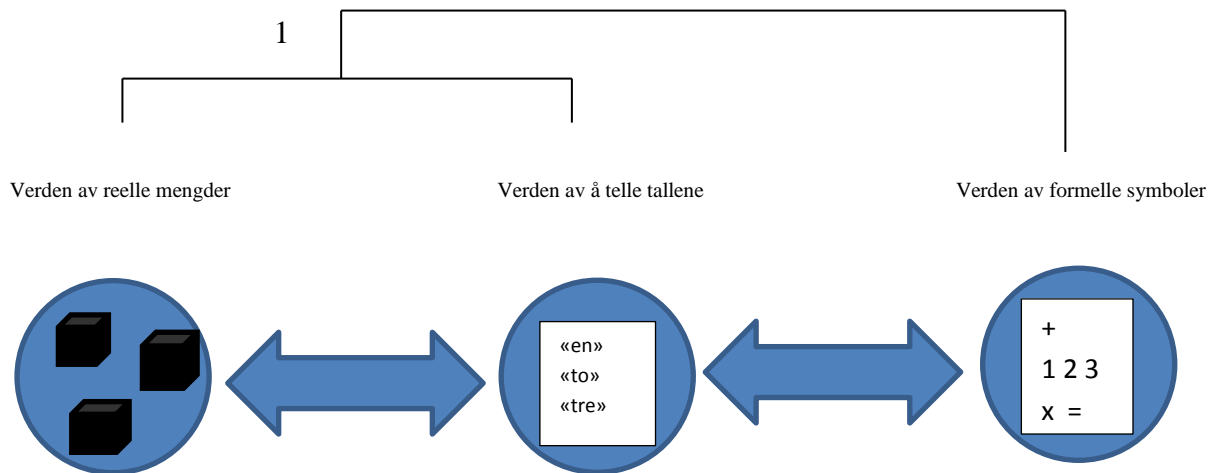 1
Verden av reelle mengder
Verden av å telle tallene
Verden av formelle symboler
«en»
«to»
«tre»
+
1 2 3
x =